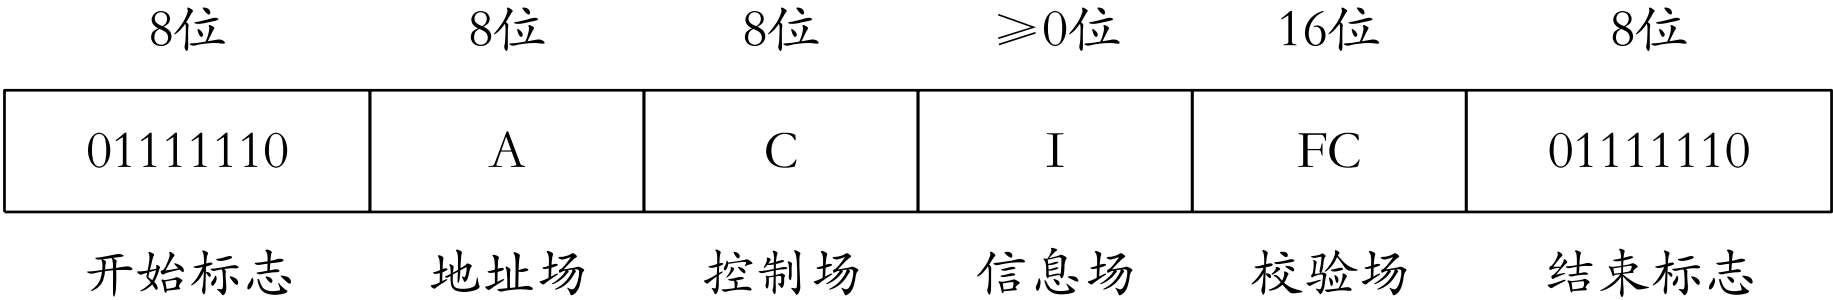 8位 8位 8位 ≥0位 16位 8位
01111110 A C I FC 01111110
开始标志 地址场 控制场 信息场 校验场 结束标志